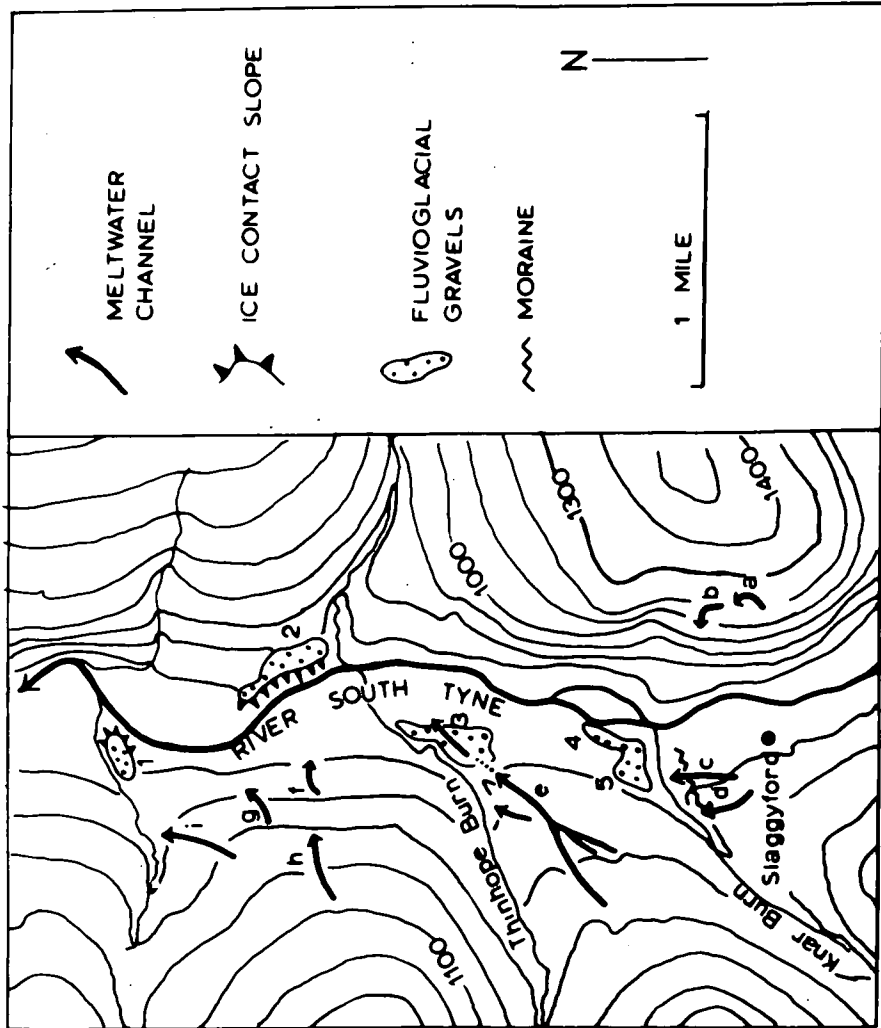 MELTWATER
CHANNEL
ICE CONTACT SLOPE
FLUVIOGLACIAL
GRAVELS
MORAINE
1 MILE
N
1
2
RIVER SOUTH TYNE
i
g
f
h
3
?
e
Thinhope Burn
4
5
c
d
b
a
Slaggyford
Knar Burn
1000
1100
1300
1400